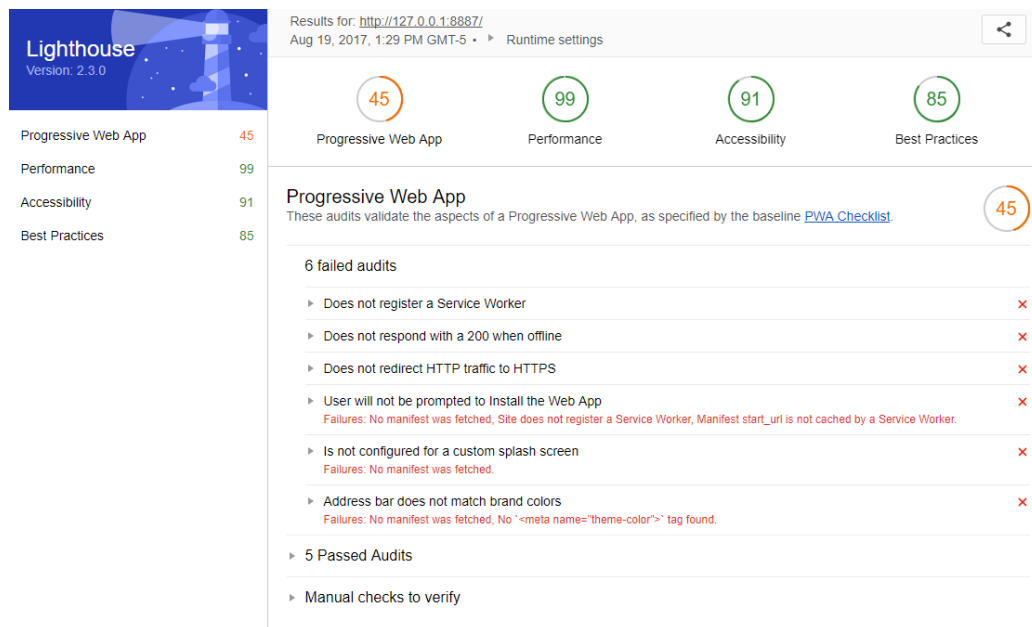 Lighthouse
Version: 2.3.0
Progressive Web App 45
Performance 99
Accessibility 91
Best Practices 85
Results for: http://127.0.0.1:8887/
Aug 19, 2017, 1:29 PM GMT-5 • Runtime settings
45 99 91 85
Progressive Web App Performance Accessibility Best Practices
Progressive Web App
These audits validate the aspects of a Progressive Web App, as specified by the baseline PWA Checklist.
45
6 failed audits
Does not register a Service Worker
Does not respond with a 200 when offline
Does not redirect HTTP traffic to HTTPS
User will not be prompted to Install the Web App
Failures: No manifest was fetched, Site does not register a Service Worker, Manifest start_url is not cached by a Service Worker.
Is not configured for a custom splash screen
Failures: No manifest was fetched.
Address bar does not match brand colors
Failures: No manifest was fetched, No `<meta name="theme-color">` tag found.
5 Passed Audits
Manual checks to verify